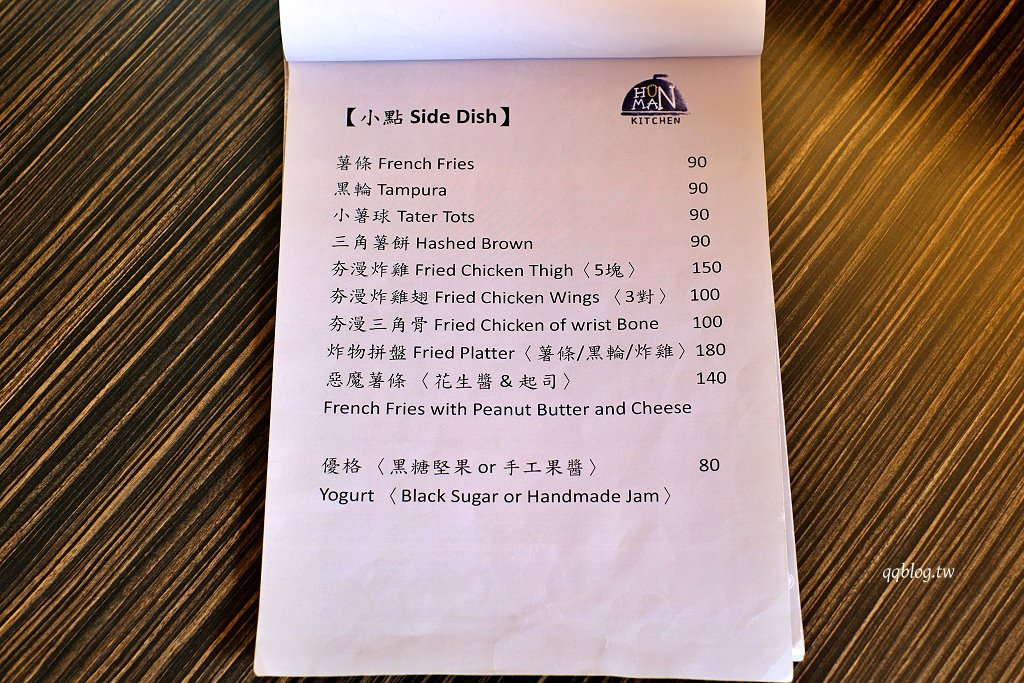 HUN
MAN
KITCHEN
【小點 Side Dish】
薯條 French Fries 90
黑輪 Tampura 90
小薯球 Tater Tots 90
三角薯餅 Hashed Brown 90
夯漫炸雞 Fried Chicken Thigh〈5塊〉 150
夯漫炸雞翅 Fried Chicken Wings 〈3對〉 100
夯漫三角骨 Fried Chicken of wrist Bone 100
炸物拼盤 Fried Platter〈薯條/黑輪/炸雞〉180
惡魔薯條 〈花生醬 & 起司〉 140
French Fries with Peanut Butter and Cheese
優格 〈黑糖堅果 or 手工果醬〉 80
Yogurt 〈Black Sugar or Handmade Jam〉
qqblog.tw